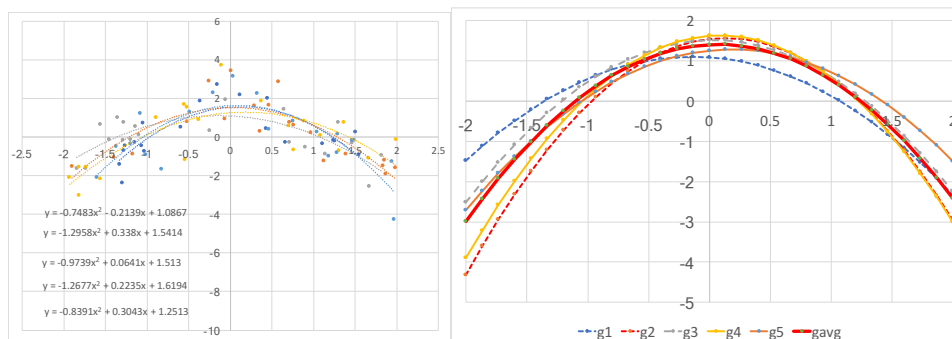 6
4
2
0
-2.5 -2 -1.5 -1 -0.5 0 0.5 1 1.5 2 2.5
-2
-4
-6
-8
-10
y = -0.7483x² - 0.2139x + 1.0867
y = -1.2958x² + 0.338x + 1.5414
y = -0.9739x² + 0.0641x + 1.513
y = -1.2677x² + 0.2235x + 1.6194
y = -0.8391x² + 0.3043x + 1.2513
2
1
0
-2 -1.5 -1 -0.5 0 0.5 1 1.5 2
-1
-2
-3
-4
-5
g1 g2 g3 g4 g5 gavg